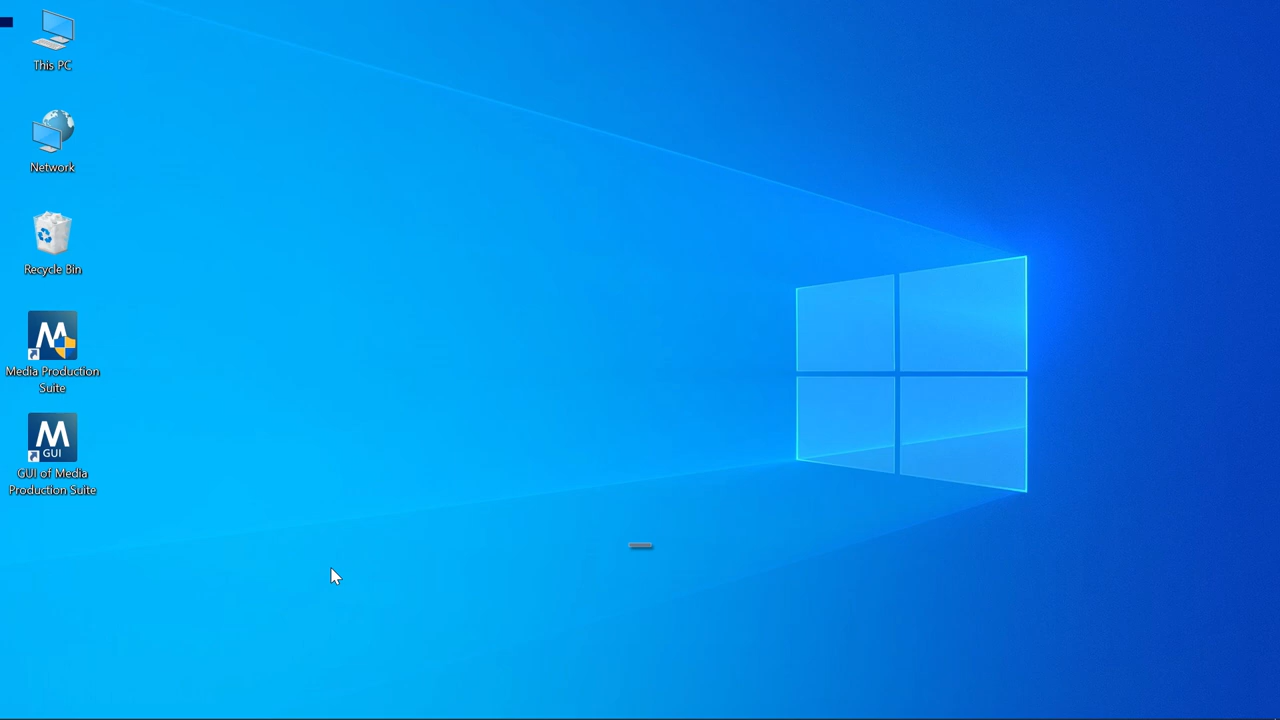 This PC
Network
Recycle Bin
M
Media Production
Suite
M
GUI
GUI of Media
Production Suite